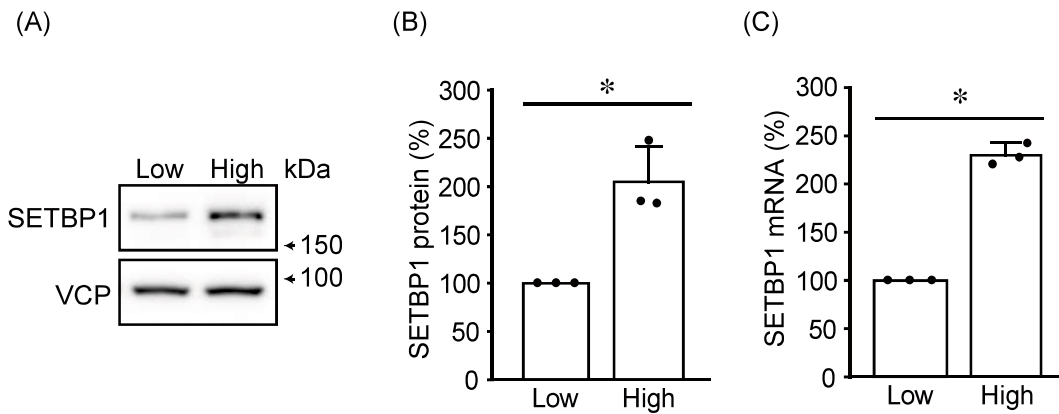 (A)
Low High kDa
SETBP1
150
100
VCP
(B)
SETBP1 protein (%)
300
250
200
150
100
50
0
*
Low High
(C)
SETBP1 mRNA (%)
300
250
200
150
100
50
0
*
Low High